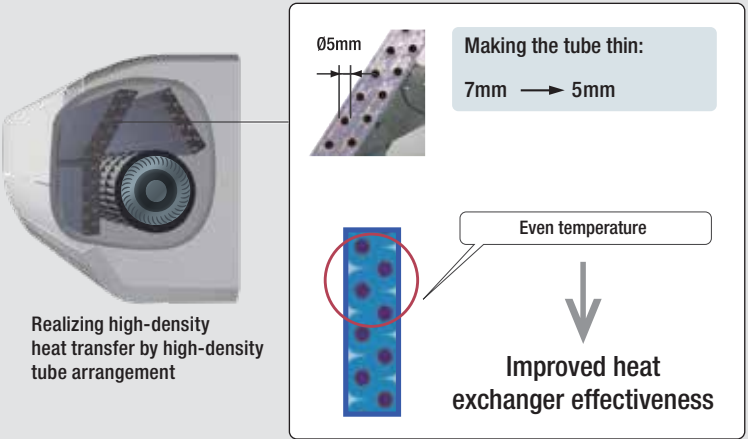 Ø5mm
Making the tube thin:
7mm → 5mm
Even temperature
Realizing high-density
heat transfer by high-density
tube arrangement
Improved heat
exchanger effectiveness